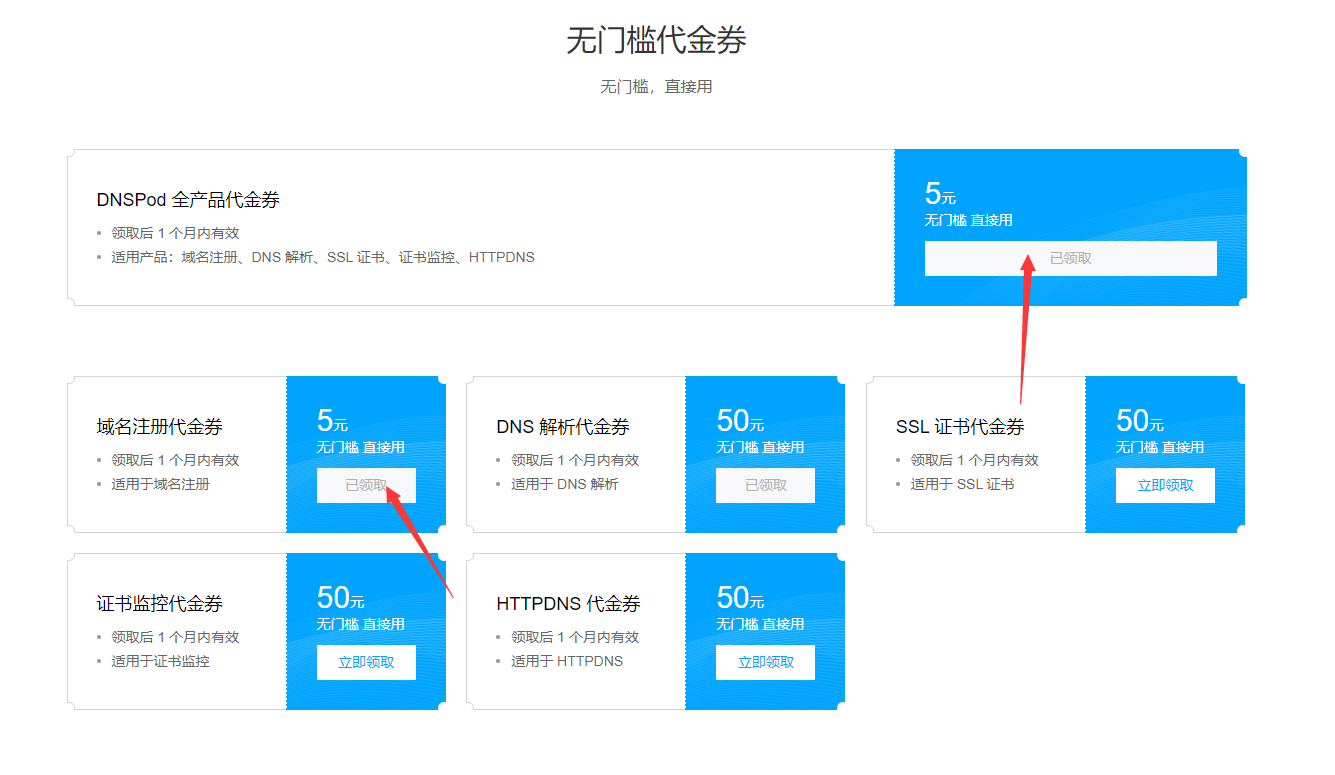 无门槛代金券
无门槛，直接用
DNSPod 全产品代金券
领取后 1 个月内有效
适用产品：域名注册、DNS 解析、SSL 证书、证书监控、HTTPDNS
5元
无门槛 直接用
已领取
域名注册代金券
领取后 1 个月内有效
适用于域名注册
5元
无门槛 直接用
已领取
DNS 解析代金券
领取后 1 个月内有效
适用于 DNS 解析
50元
无门槛 直接用
已领取
SSL 证书代金券
领取后 1 个月内有效
适用于 SSL 证书
50元
无门槛 直接用
立即领取
证书监控代金券
领取后 1 个月内有效
适用于证书监控
50元
无门槛 直接用
立即领取
HTTPDNS 代金券
领取后 1 个月内有效
适用于 HTTPDNS
50元
无门槛 直接用
立即领取